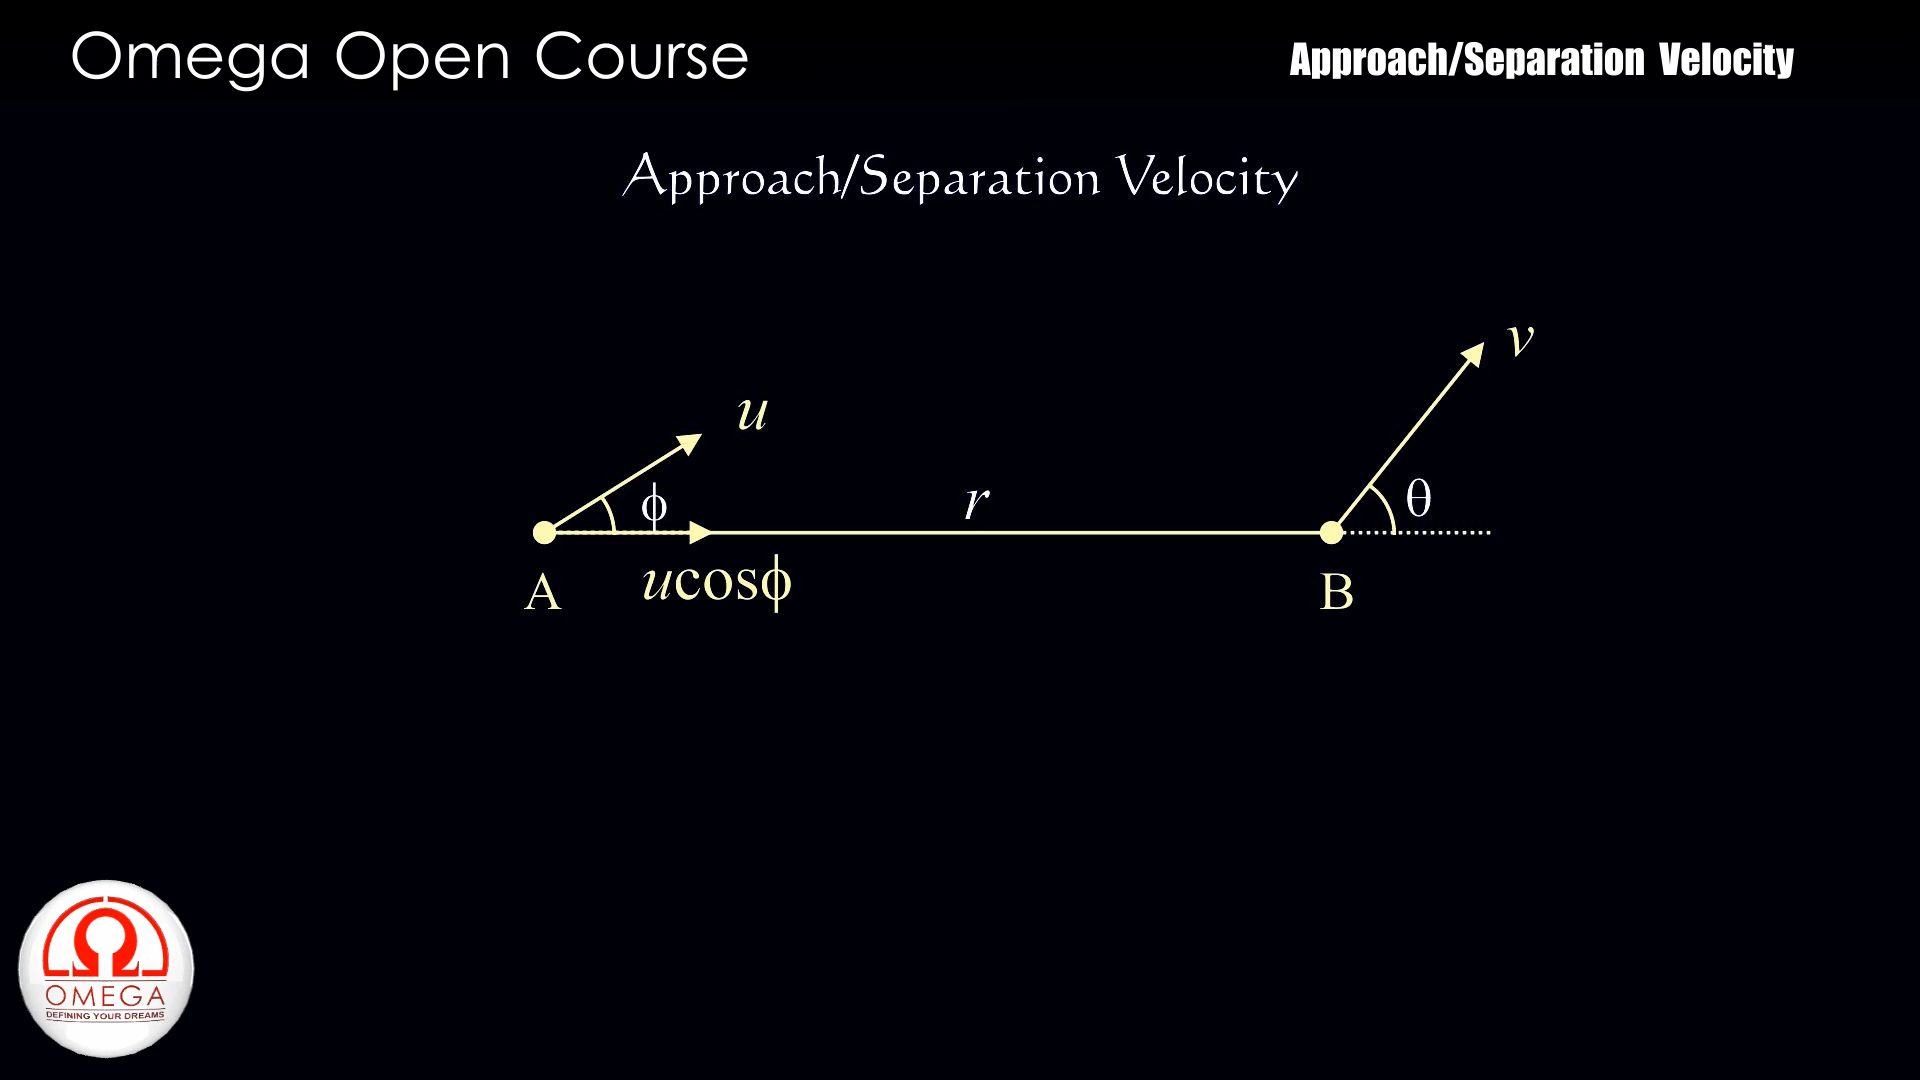 Omega Open Course
Approach/Separation Velocity
Approach/Separation Velocity
v
u
ϕ
r
θ
ucosϕ
A
B
OMEGA
DEFINING YOUR DREAMS